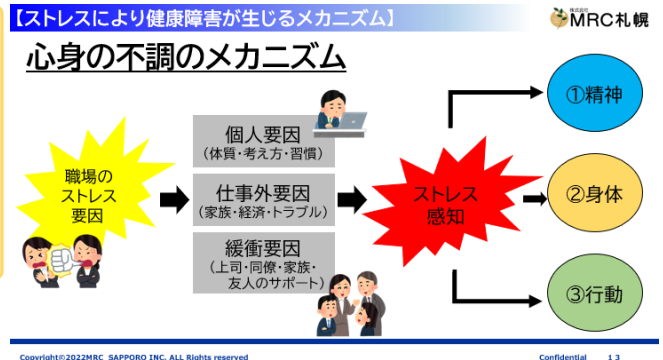 【ストレスにより健康障害が生じるメカニズム】
株式会社
MRC札幌
心身の不調のメカニズム
職場の
ストレス
要因
個人要因
（体質・考え方・習慣）
仕事外要因
（家族・経済・トラブル）
緩衝要因
（上司・同僚・家族・
友人のサポート）
ストレス
感知
①精神
②身体
③行動
Copyright©2022MRC SAPPORO INC. ALL Rights reserved
Confidential 13